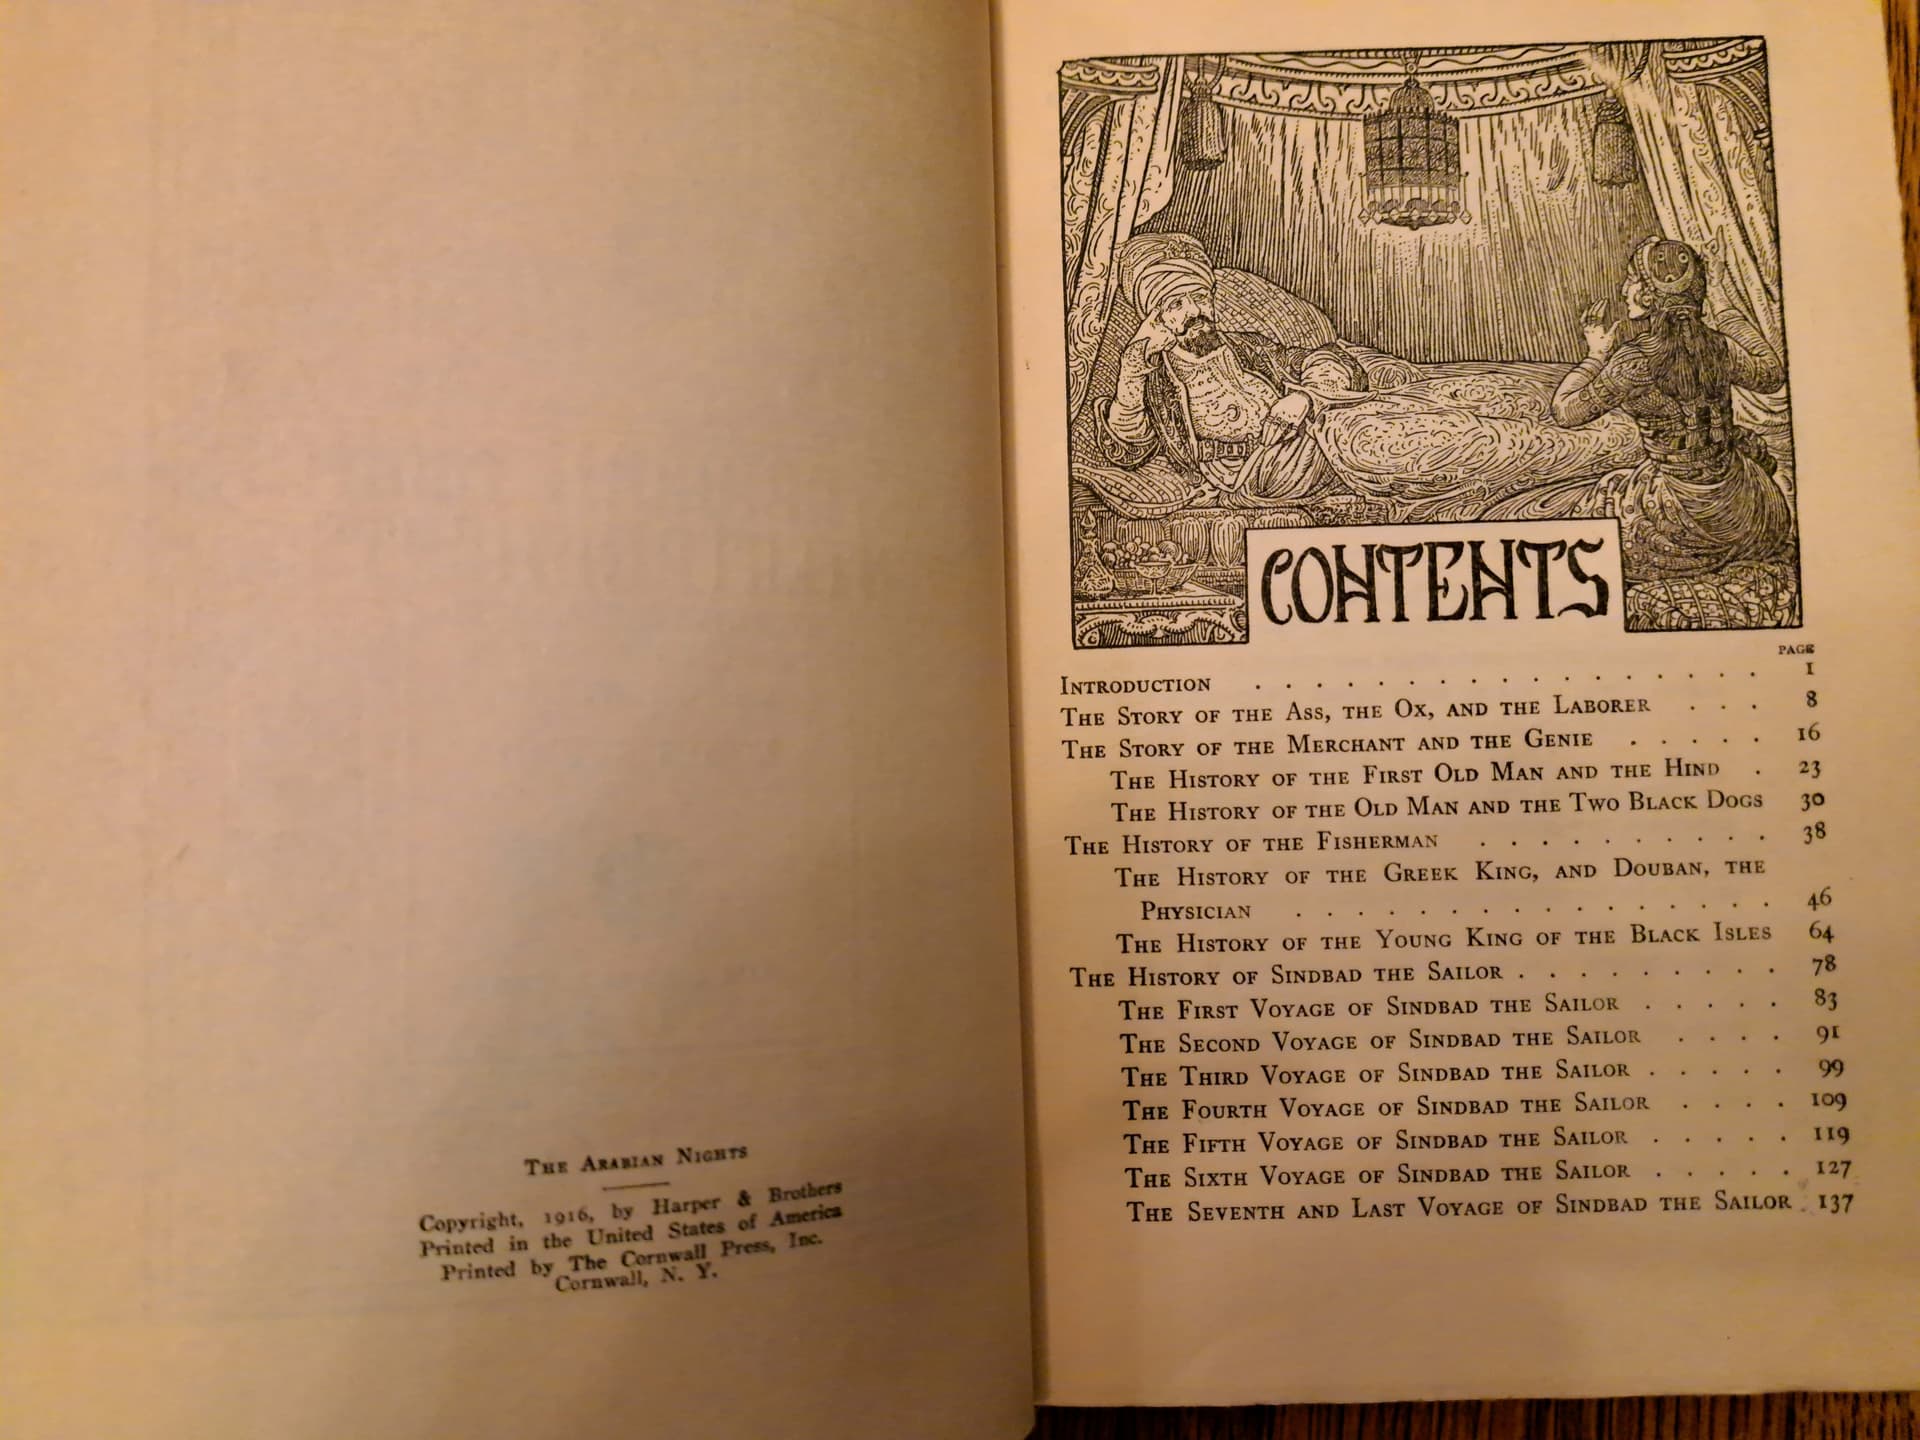 The Arabian Nights
Copyright, 1916, by Harper & Brothers
Printed in the United States of America
Printed by The Cornwall Press, Inc.
Cornwall, N. Y.
CONTENTS
PAGE
Introduction . . . . . . . . . . . . . . . . . 1
The Story of the Ass, the Ox, and the Laborer . . . 8
The Story of the Merchant and the Genie . . . . . 16
The History of the First Old Man and the Hind . 23
The History of the Old Man and the Two Black Dogs 30
The History of the Fisherman . . . . . . . . . . 38
The History of the Greek King, and Douban, the
Physician . . . . . . . . . . . . . . . . 46
The History of the Young King of the Black Isles 64
The History of Sindbad the Sailor . . . . . . . . . 78
The First Voyage of Sindbad the Sailor . . . . . 83
The Second Voyage of Sindbad the Sailor . . . . 91
The Third Voyage of Sindbad the Sailor . . . . . 99
The Fourth Voyage of Sindbad the Sailor . . . . 109
The Fifth Voyage of Sindbad the Sailor . . . . . 119
The Sixth Voyage of Sindbad the Sailor . . . . . 127
The Seventh and Last Voyage of Sindbad the Sailor . 137